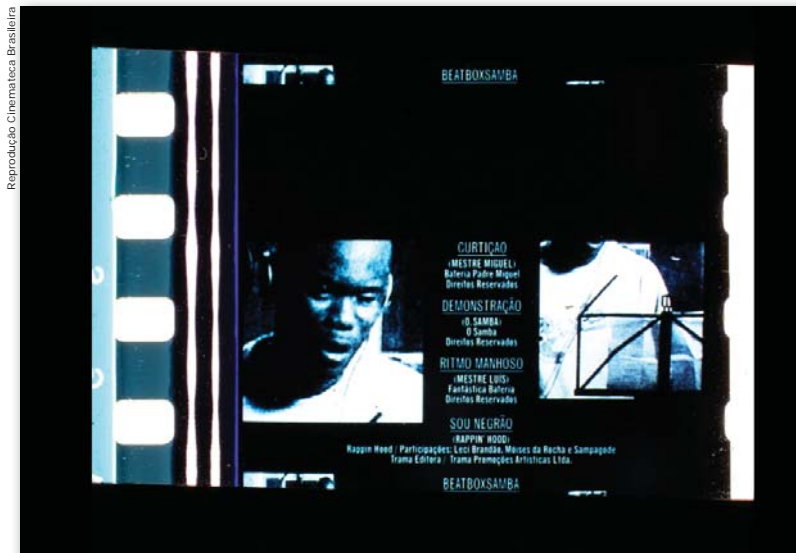 Reprodução Cinemateca Brasileira
BEATBOXSAMBA
CURTIÇÃO
(MESTRE MIGUEL)
Bateria Padre Miguel
Direitos Reservados
DEMONSTRAÇÃO
(O. SAMBA)
O Samba
Direitos Reservados
RITMO MANHOSO
(MESTRE LUIS)
Fantástica Bateria
Direitos Reservados
SOU NEGRÃO
(RAPPIN' HOOD)
Rappin Hood / Participações: Leci Brandão, Moises da Rocha e Sampagode
Trama Editora / Trama Promoções Artísticas Ltda.
BEATBOXSAMBA